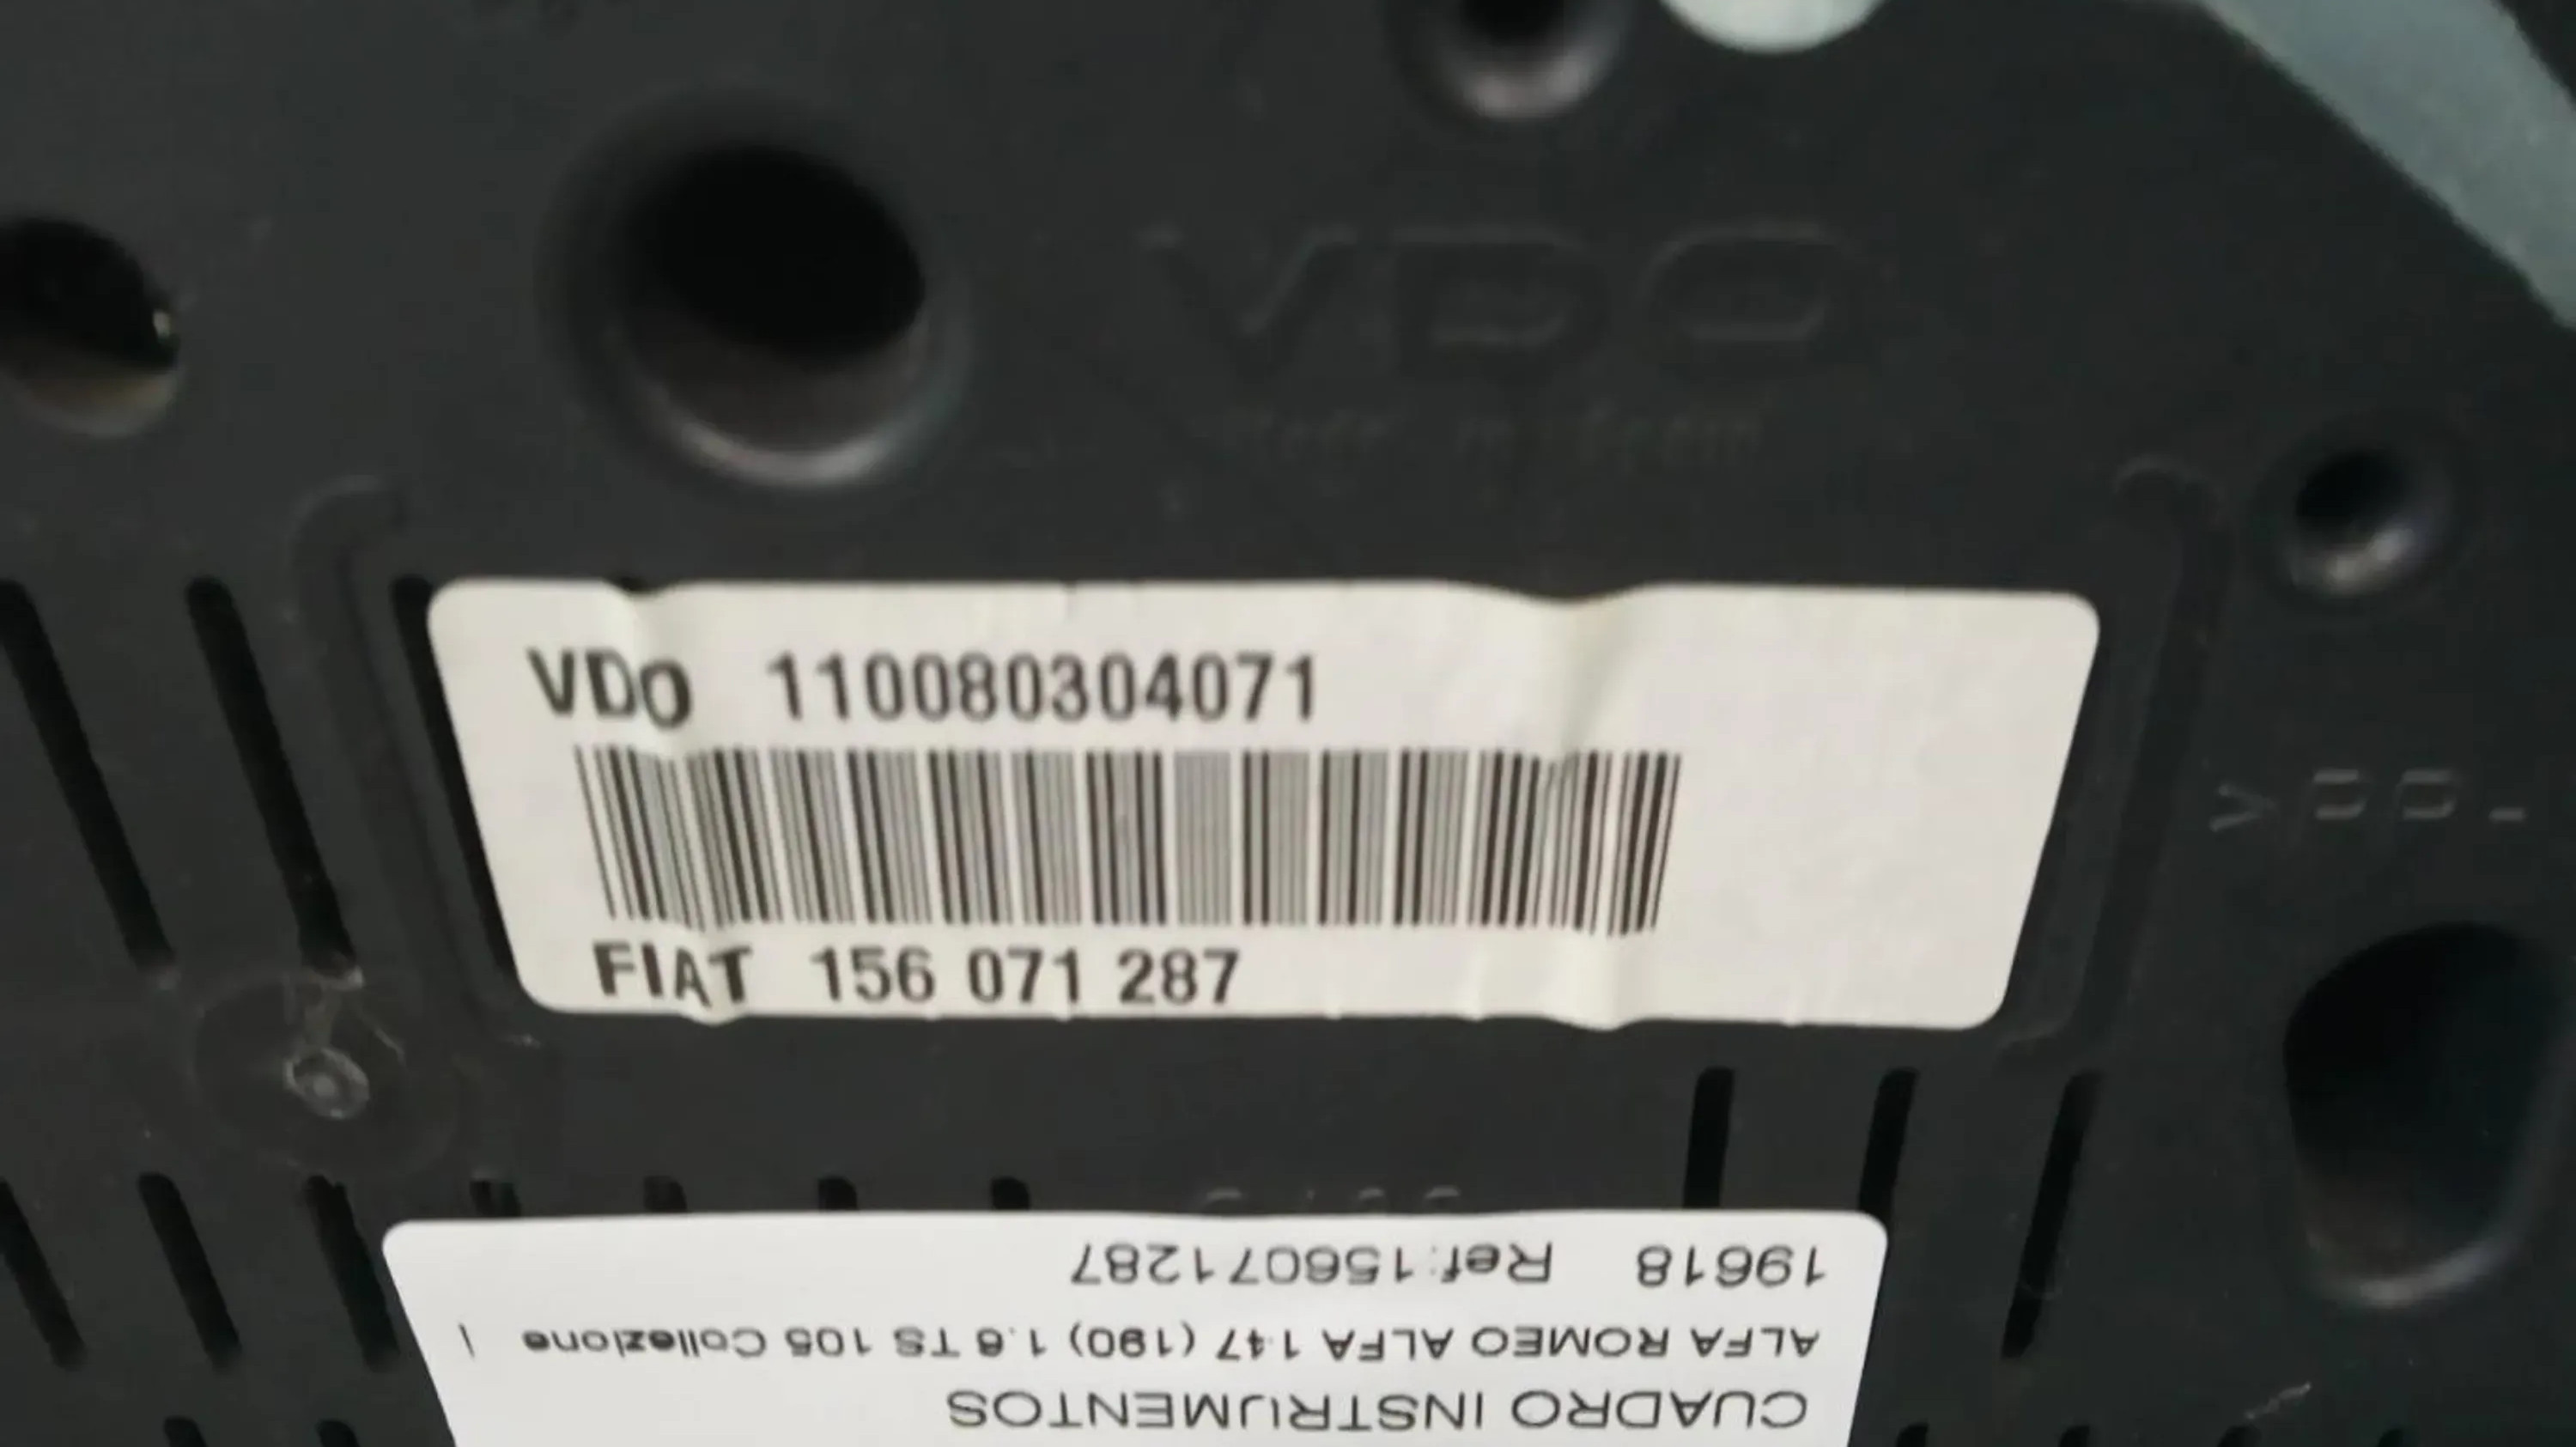 VDO
VDO 110080304071
FIAT 156 071 287
CUADRO INSTRUMENTOS
ALFA ROMEO ALFA 147 (190) 1.6 TS 105 Collezione
19618 Ref:156071287